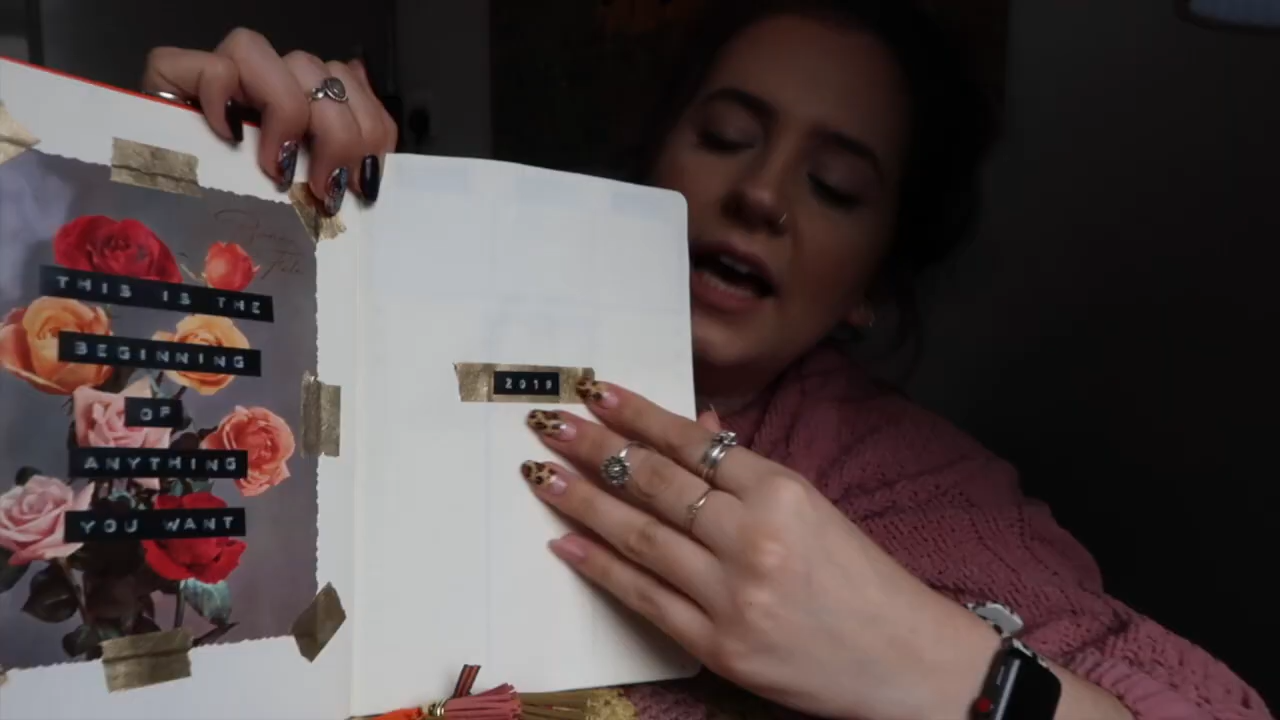 THIS IS THE
BEGINNING
OF
ANYTHING
YOU WANT
2019